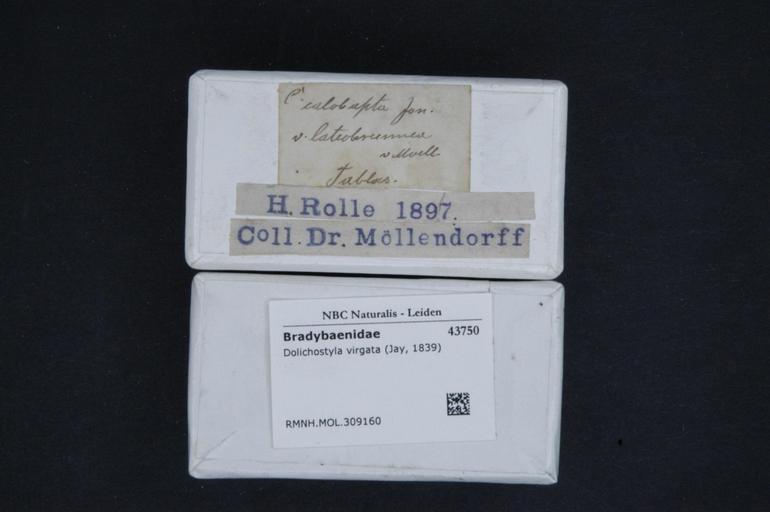 C. calobapta Jon.
v. latebrunnea
v. Moell
Tablas.
H. Rolle 1897.
Coll. Dr. Möllendorff
NBC Naturalis - Leiden
Bradybaenidae 43750
Dolichostyla virgata (Jay, 1839)
RMNH.MOL.309160